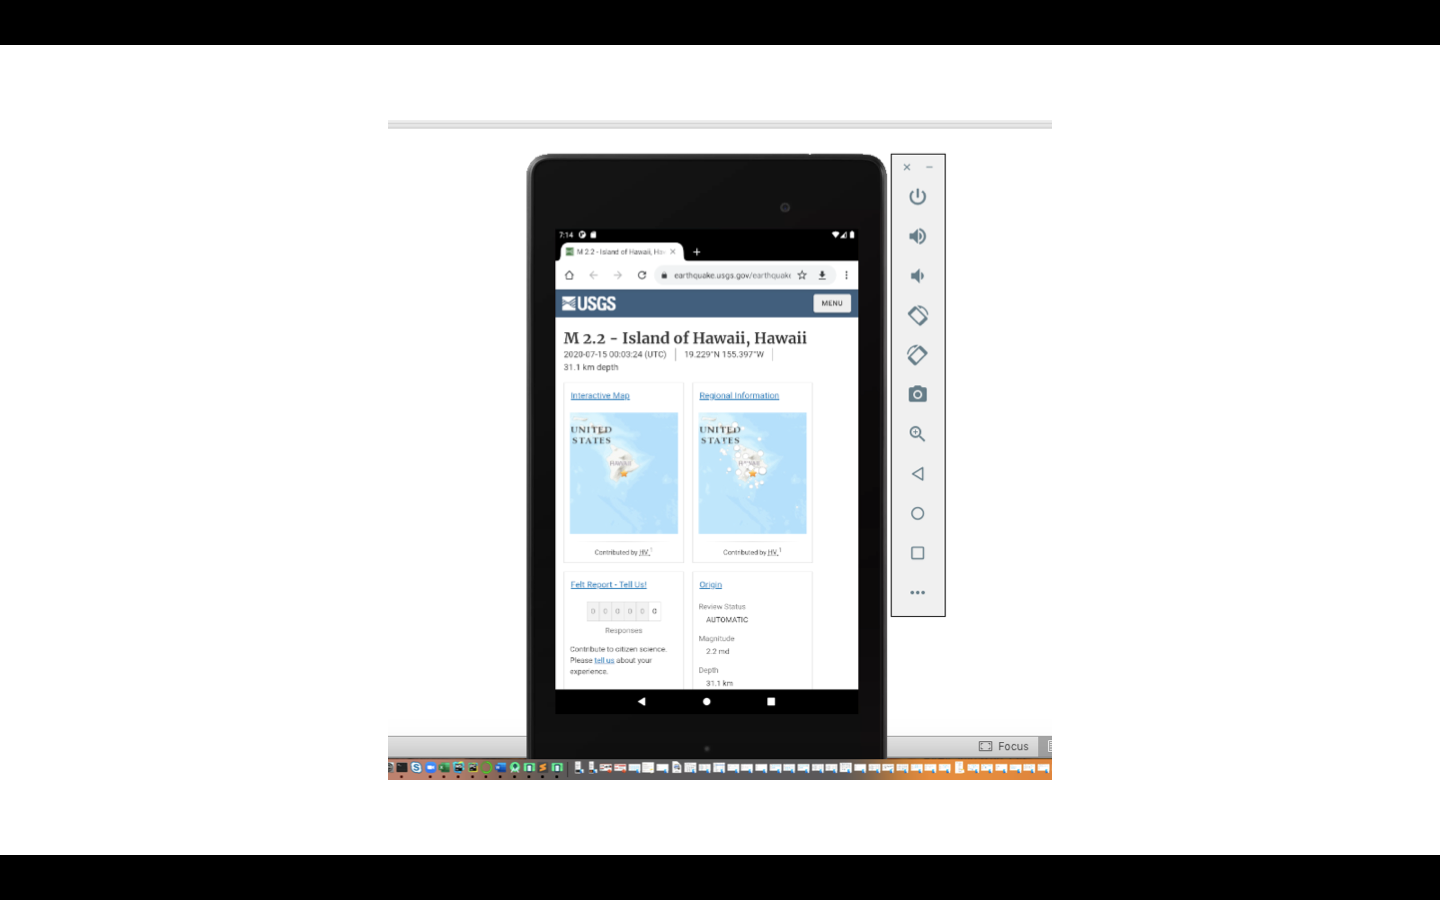 7:14
M 2.2 - Island of Hawaii, Ha
earthquake.usgs.gov/earthquake
USGS
MENU
M 2.2 - Island of Hawaii, Hawaii
2020-07-15 00:03:24 (UTC) | 19.229°N 155.397°W |
31.1 km depth
Interactive Map
Regional Information
UNITED
STATES
HAWAII
UNITED
STATES
Contributed by HV 1
Contributed by HV 1
Felt Report - Tell Us!
0 0 0 0 0 0
Responses
Contribute to citizen science.
Please tell us about your
experience.
Origin
Review Status
AUTOMATIC
Magnitude
2.2 md
Depth
31.1 km
Focus